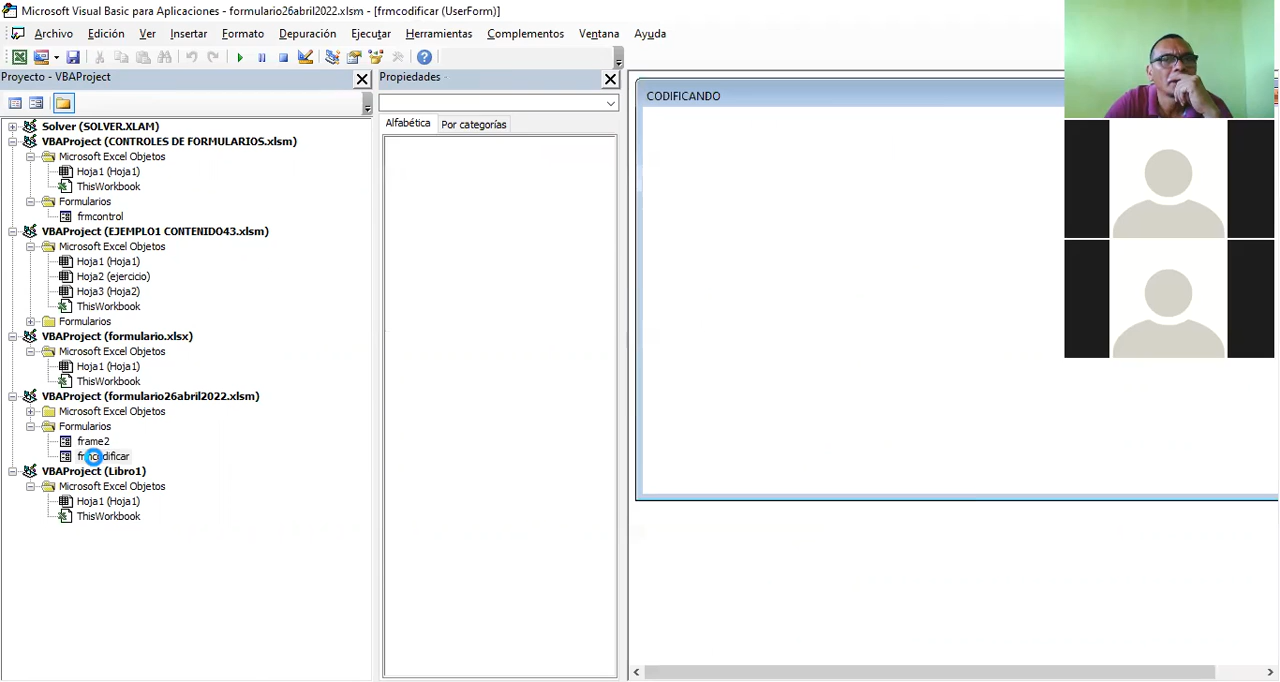 Microsoft Visual Basic para Aplicaciones - formulario26abril2022.xlsm - [frmcodificar (UserForm)]
Archivo Edición Ver Insertar Formato Depuración Ejecutar Herramientas Complementos Ventana Ayuda
Proyecto - VBAProject
Solver (SOLVER.XLAM)
VBAProject (CONTROLES DE FORMULARIOS.xlsm)
Microsoft Excel Objetos
Hoja1 (Hoja1)
ThisWorkbook
Formularios
frmcontrol
VBAProject (EJEMPLO1 CONTENIDO43.xlsm)
Microsoft Excel Objetos
Hoja1 (Hoja1)
Hoja2 (ejercicio)
Hoja3 (Hoja2)
ThisWorkbook
Formularios
VBAProject (formulario.xlsx)
Microsoft Excel Objetos
Hoja1 (Hoja1)
ThisWorkbook
VBAProject (formulario26abril2022.xlsm)
Microsoft Excel Objetos
Formularios
frame2
frmcodificar
VBAProject (Libro1)
Microsoft Excel Objetos
Hoja1 (Hoja1)
ThisWorkbook
Propiedades
Alfabética Por categorías
CODIFICANDO